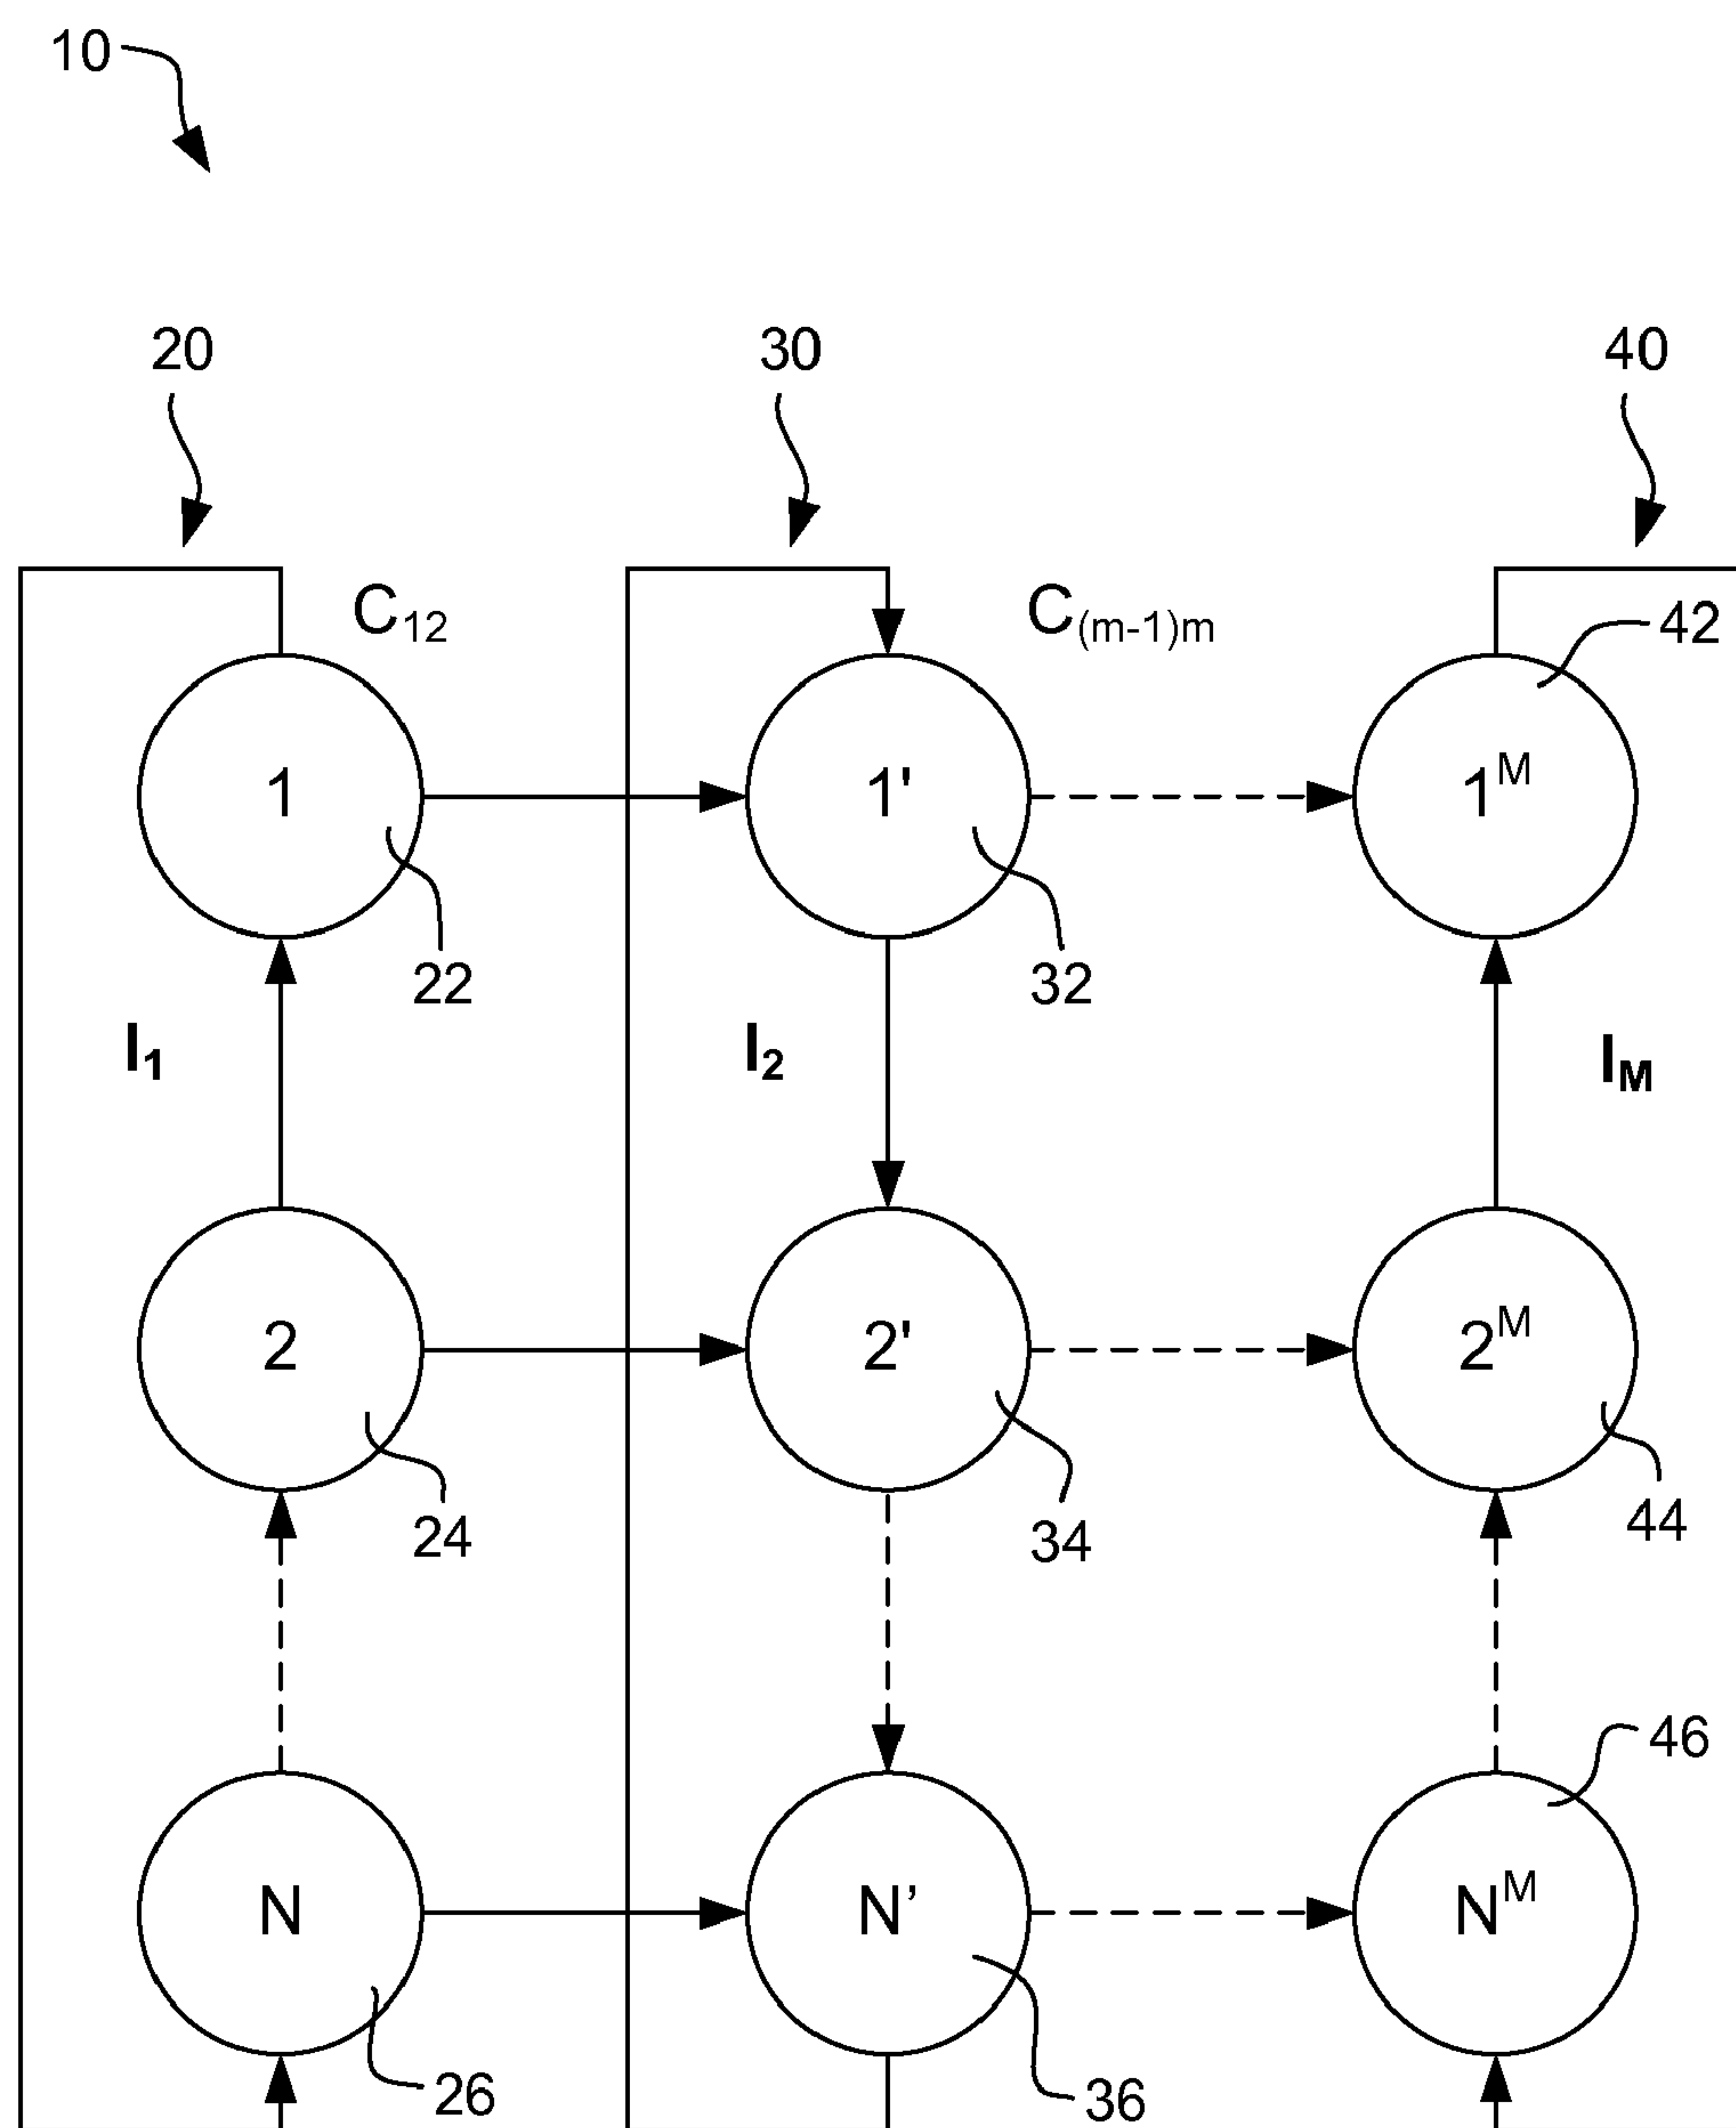 10
20 30 40
C₁₂ C₍ₘ₋₁₎ₘ 42
1 1' 1ᴹ
22 32
I₁ I₂ I_M
2 2' 2ᴹ
24 34 44
46
N N’ Nᴹ
26 36